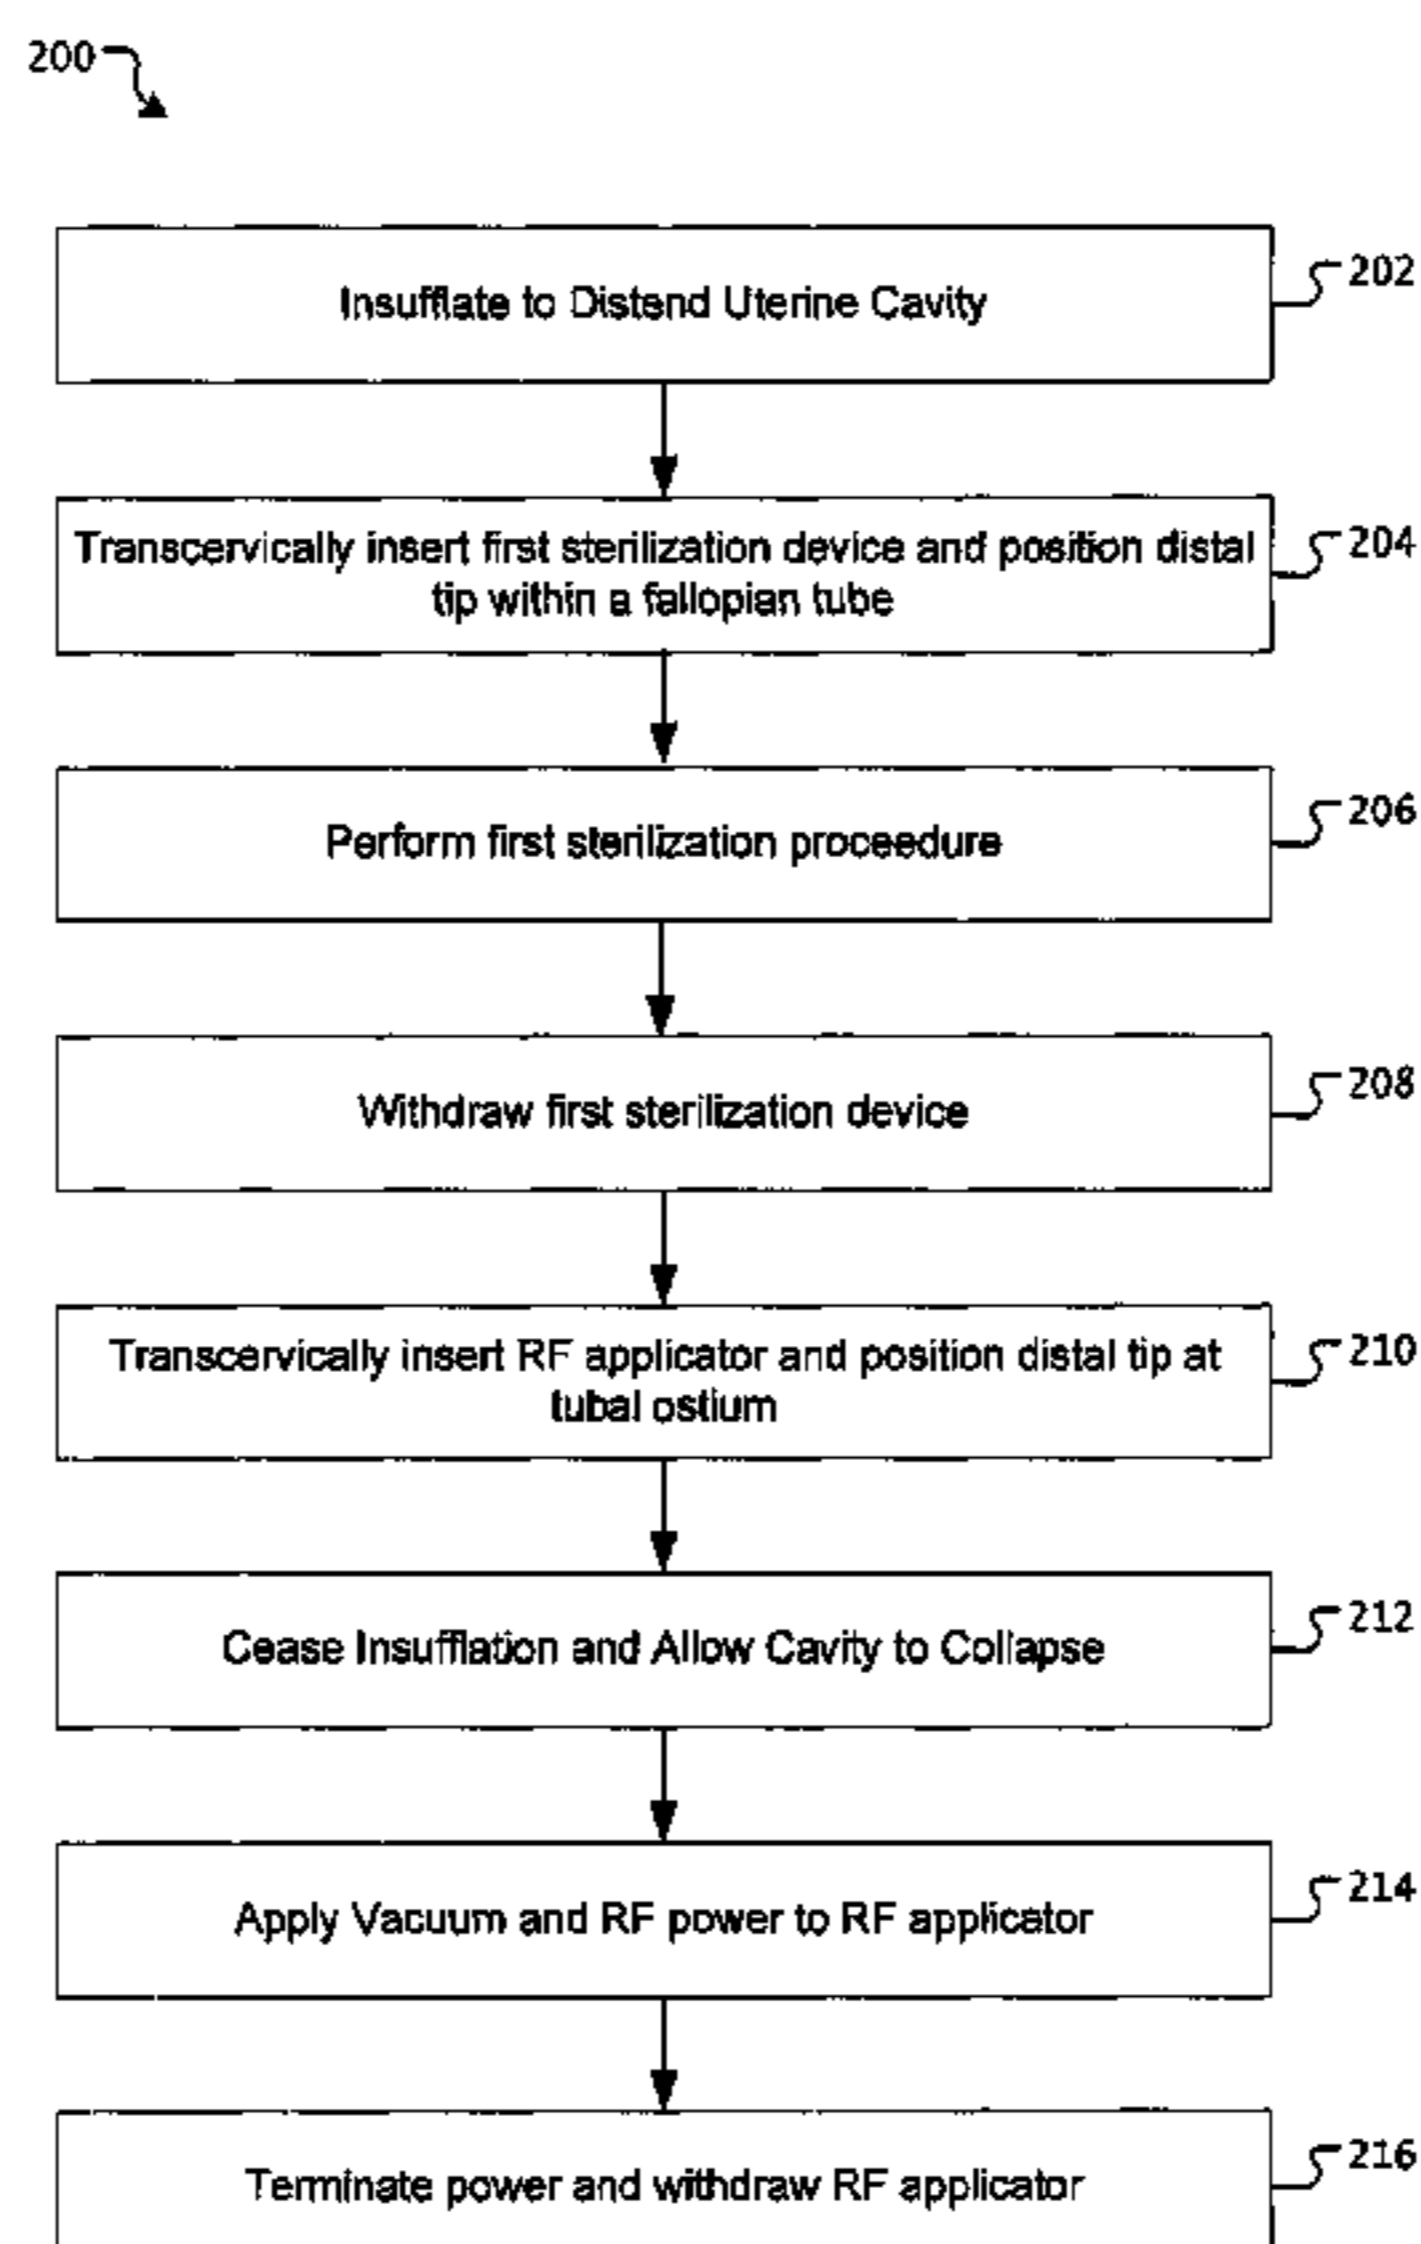 200
Insufflate to Distend Uterine Cavity
202
Transcervically insert first sterilization device and position distal
tip within a fallopian tube
204
Perform first sterilization proceedure
206
Withdraw first sterilization device
208
Transcervically insert RF applicator and position distal tip at
tubal ostium
210
Cease Insufflation and Allow Cavity to Collapse
212
Apply Vacuum and RF power to RF applicator
214
Terminate power and withdraw RF applicator
216